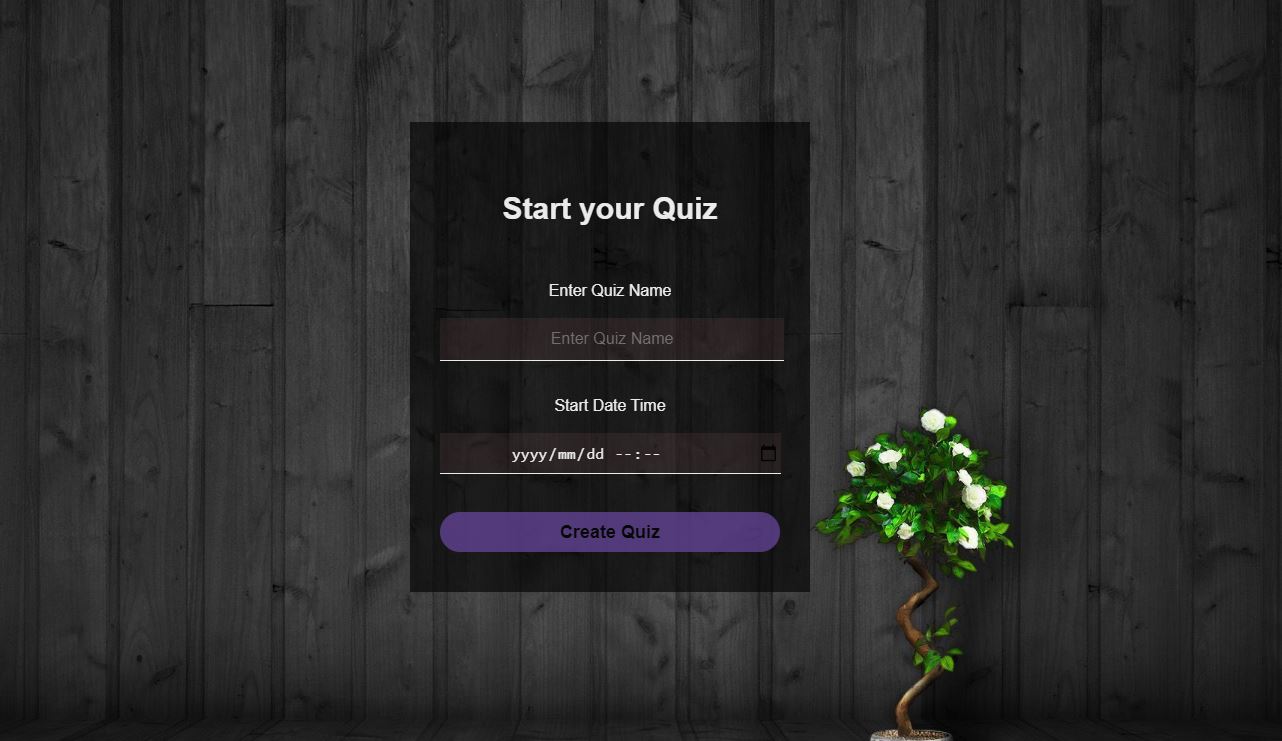 Start your Quiz
Enter Quiz Name
Enter Quiz Name
Start Date Time
yyyy/mm/dd --:--
Create Quiz